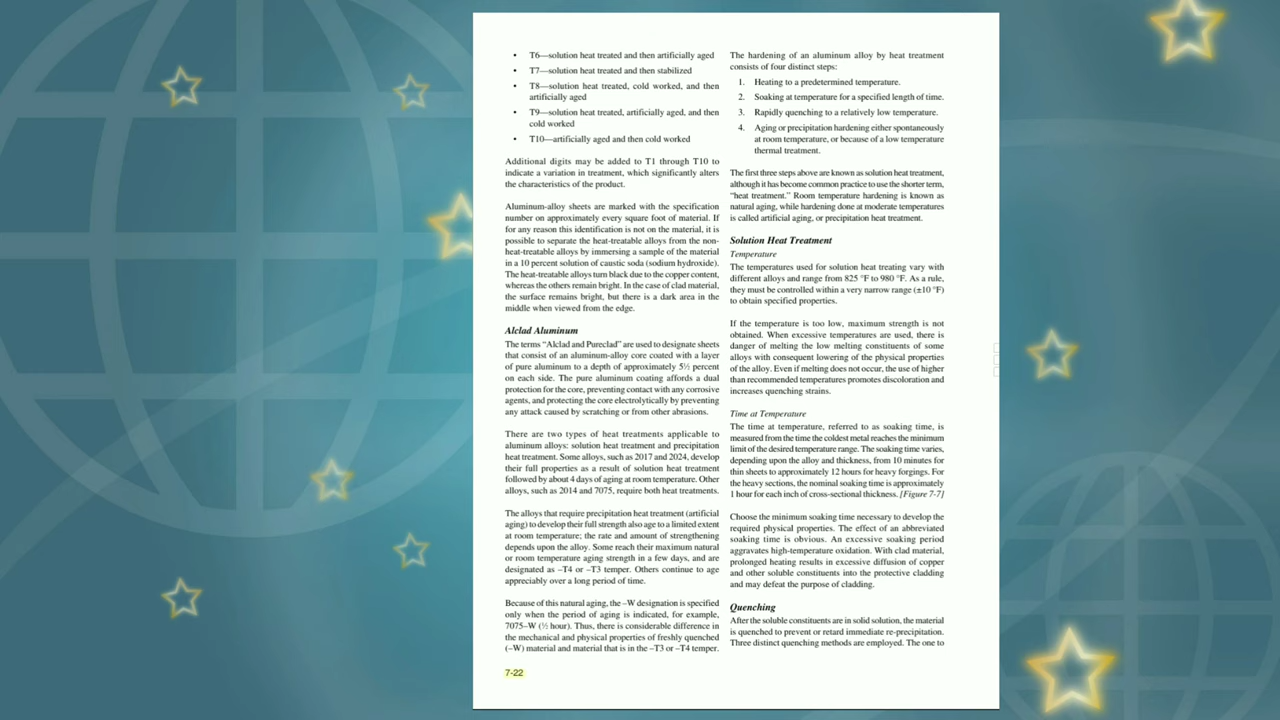 • T6—solution heat treated and then artificially aged
• T7—solution heat treated and then stabilized
• T8—solution heat treated, cold worked, and then
artificially aged
• T9—solution heat treated, artificially aged, and then
cold worked
• T10—artificially aged and then cold worked
Additional digits may be added to T1 through T10 to
indicate a variation in treatment, which significantly alters
the characteristics of the product.
Aluminum-alloy sheets are marked with the specification
number on approximately every square foot of material. If
for any reason this identification is not on the material, it is
possible to separate the heat-treatable alloys from the non-
heat-treatable alloys by immersing a sample of the material
in a 10 percent solution of caustic soda (sodium hydroxide).
The heat-treatable alloys turn black due to the copper content,
whereas the others remain bright. In the case of clad material,
the surface remains bright, but there is a dark area in the
middle when viewed from the edge.
Alclad Aluminum
The terms “Alclad and Pureclad” are used to designate sheets
that consist of an aluminum-alloy core coated with a layer
of pure aluminum to a depth of approximately 5½ percent
on each side. The pure aluminum coating affords a dual
protection for the core, preventing contact with any corrosive
agents, and protecting the core electrolytically by preventing
any attack caused by scratching or from other abrasions.
There are two types of heat treatments applicable to
aluminum alloys: solution heat treatment and precipitation
heat treatment. Some alloys, such as 2017 and 2024, develop
their full properties as a result of solution heat treatment
followed by about 4 days of aging at room temperature. Other
alloys, such as 2014 and 7075, require both heat treatments.
The alloys that require precipitation heat treatment (artificial
aging) to develop their full strength also age to a limited extent
at room temperature; the rate and amount of strengthening
depends upon the alloy. Some reach their maximum natural
or room temperature aging strength in a few days, and are
designated as –T4 or –T3 temper. Others continue to age
appreciably over a long period of time.
Because of this natural aging, the –W designation is specified
only when the period of aging is indicated, for example,
7075–W (½ hour). Thus, there is considerable difference in
the mechanical and physical properties of freshly quenched
(–W) material and material that is in the –T3 or –T4 temper.
7-22
The hardening of an aluminum alloy by heat treatment
consists of four distinct steps:
1. Heating to a predetermined temperature.
2. Soaking at temperature for a specified length of time.
3. Rapidly quenching to a relatively low temperature.
4. Aging or precipitation hardening either spontaneously
at room temperature, or because of a low temperature
thermal treatment.
The first three steps above are known as solution heat treatment,
although it has become common practice to use the shorter term,
“heat treatment.” Room temperature hardening is known as
natural aging, while hardening done at moderate temperatures
is called artificial aging, or precipitation heat treatment.
Solution Heat Treatment
Temperature
The temperatures used for solution heat treating vary with
different alloys and range from 825 °F to 980 °F. As a rule,
they must be controlled within a very narrow range (±10 °F)
to obtain specified properties.
If the temperature is too low, maximum strength is not
obtained. When excessive temperatures are used, there is
danger of melting the low melting constituents of some
alloys with consequent lowering of the physical properties
of the alloy. Even if melting does not occur, the use of higher
than recommended temperatures promotes discoloration and
increases quenching strains.
Time at Temperature
The time at temperature, referred to as soaking time, is
measured from the time the coldest metal reaches the minimum
limit of the desired temperature range. The soaking time varies,
depending upon the alloy and thickness, from 10 minutes for
thin sheets to approximately 12 hours for heavy forgings. For
the heavy sections, the nominal soaking time is approximately
1 hour for each inch of cross-sectional thickness. [Figure 7-7]
Choose the minimum soaking time necessary to develop the
required physical properties. The effect of an abbreviated
soaking time is obvious. An excessive soaking period
aggravates high-temperature oxidation. With clad material,
prolonged heating results in excessive diffusion of copper
and other soluble constituents into the protective cladding
and may defeat the purpose of cladding.
Quenching
After the soluble constituents are in solid solution, the material
is quenched to prevent or retard immediate re-precipitation.
Three distinct quenching methods are employed. The one to